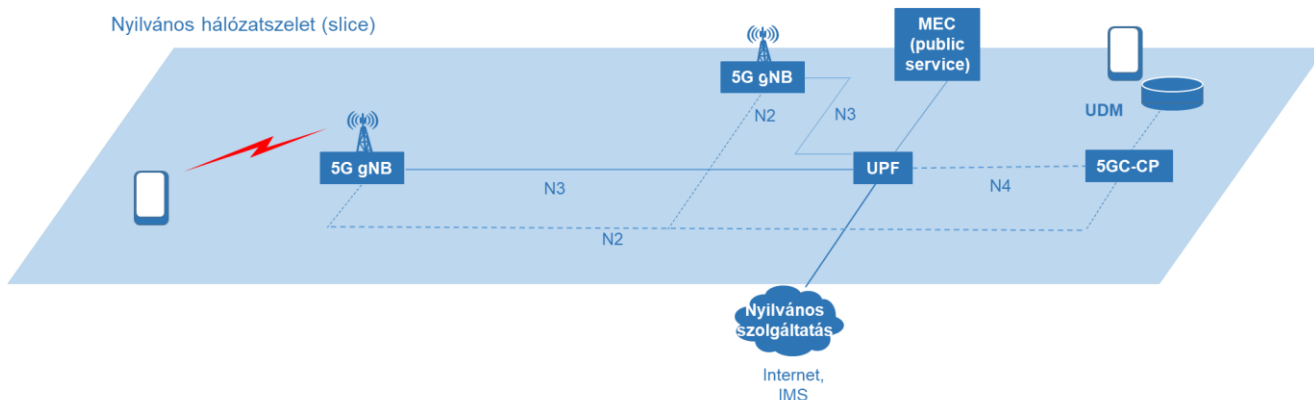 Nyilvános hálózatszelet (slice)
MEC
(public
service)
5G gNB
N2
N3
UDM
5G gNB
UPF
5GC-CP
N3
N4
N2
Nyilvános
szolgáltatás
Internet,
IMS